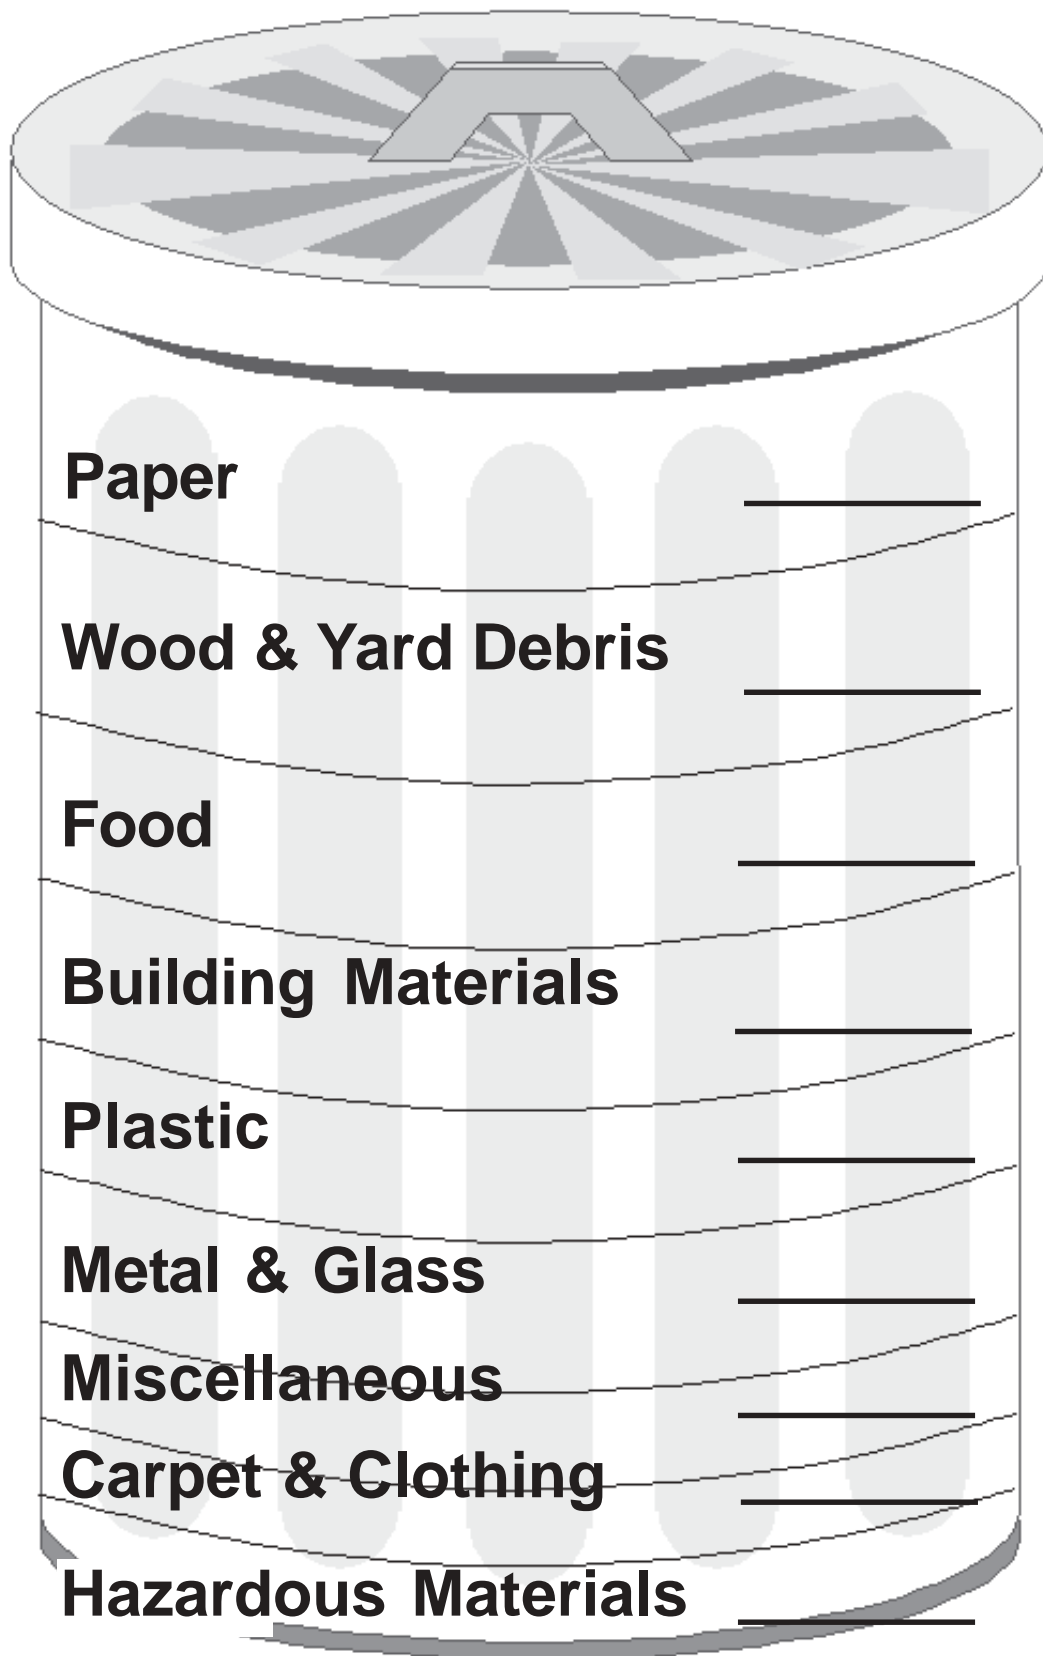 Paper
Wood & Yard Debris
Food
Building Materials
Plastic
Metal & Glass
Miscellaneous
Carpet & Clothing
Hazardous Materials